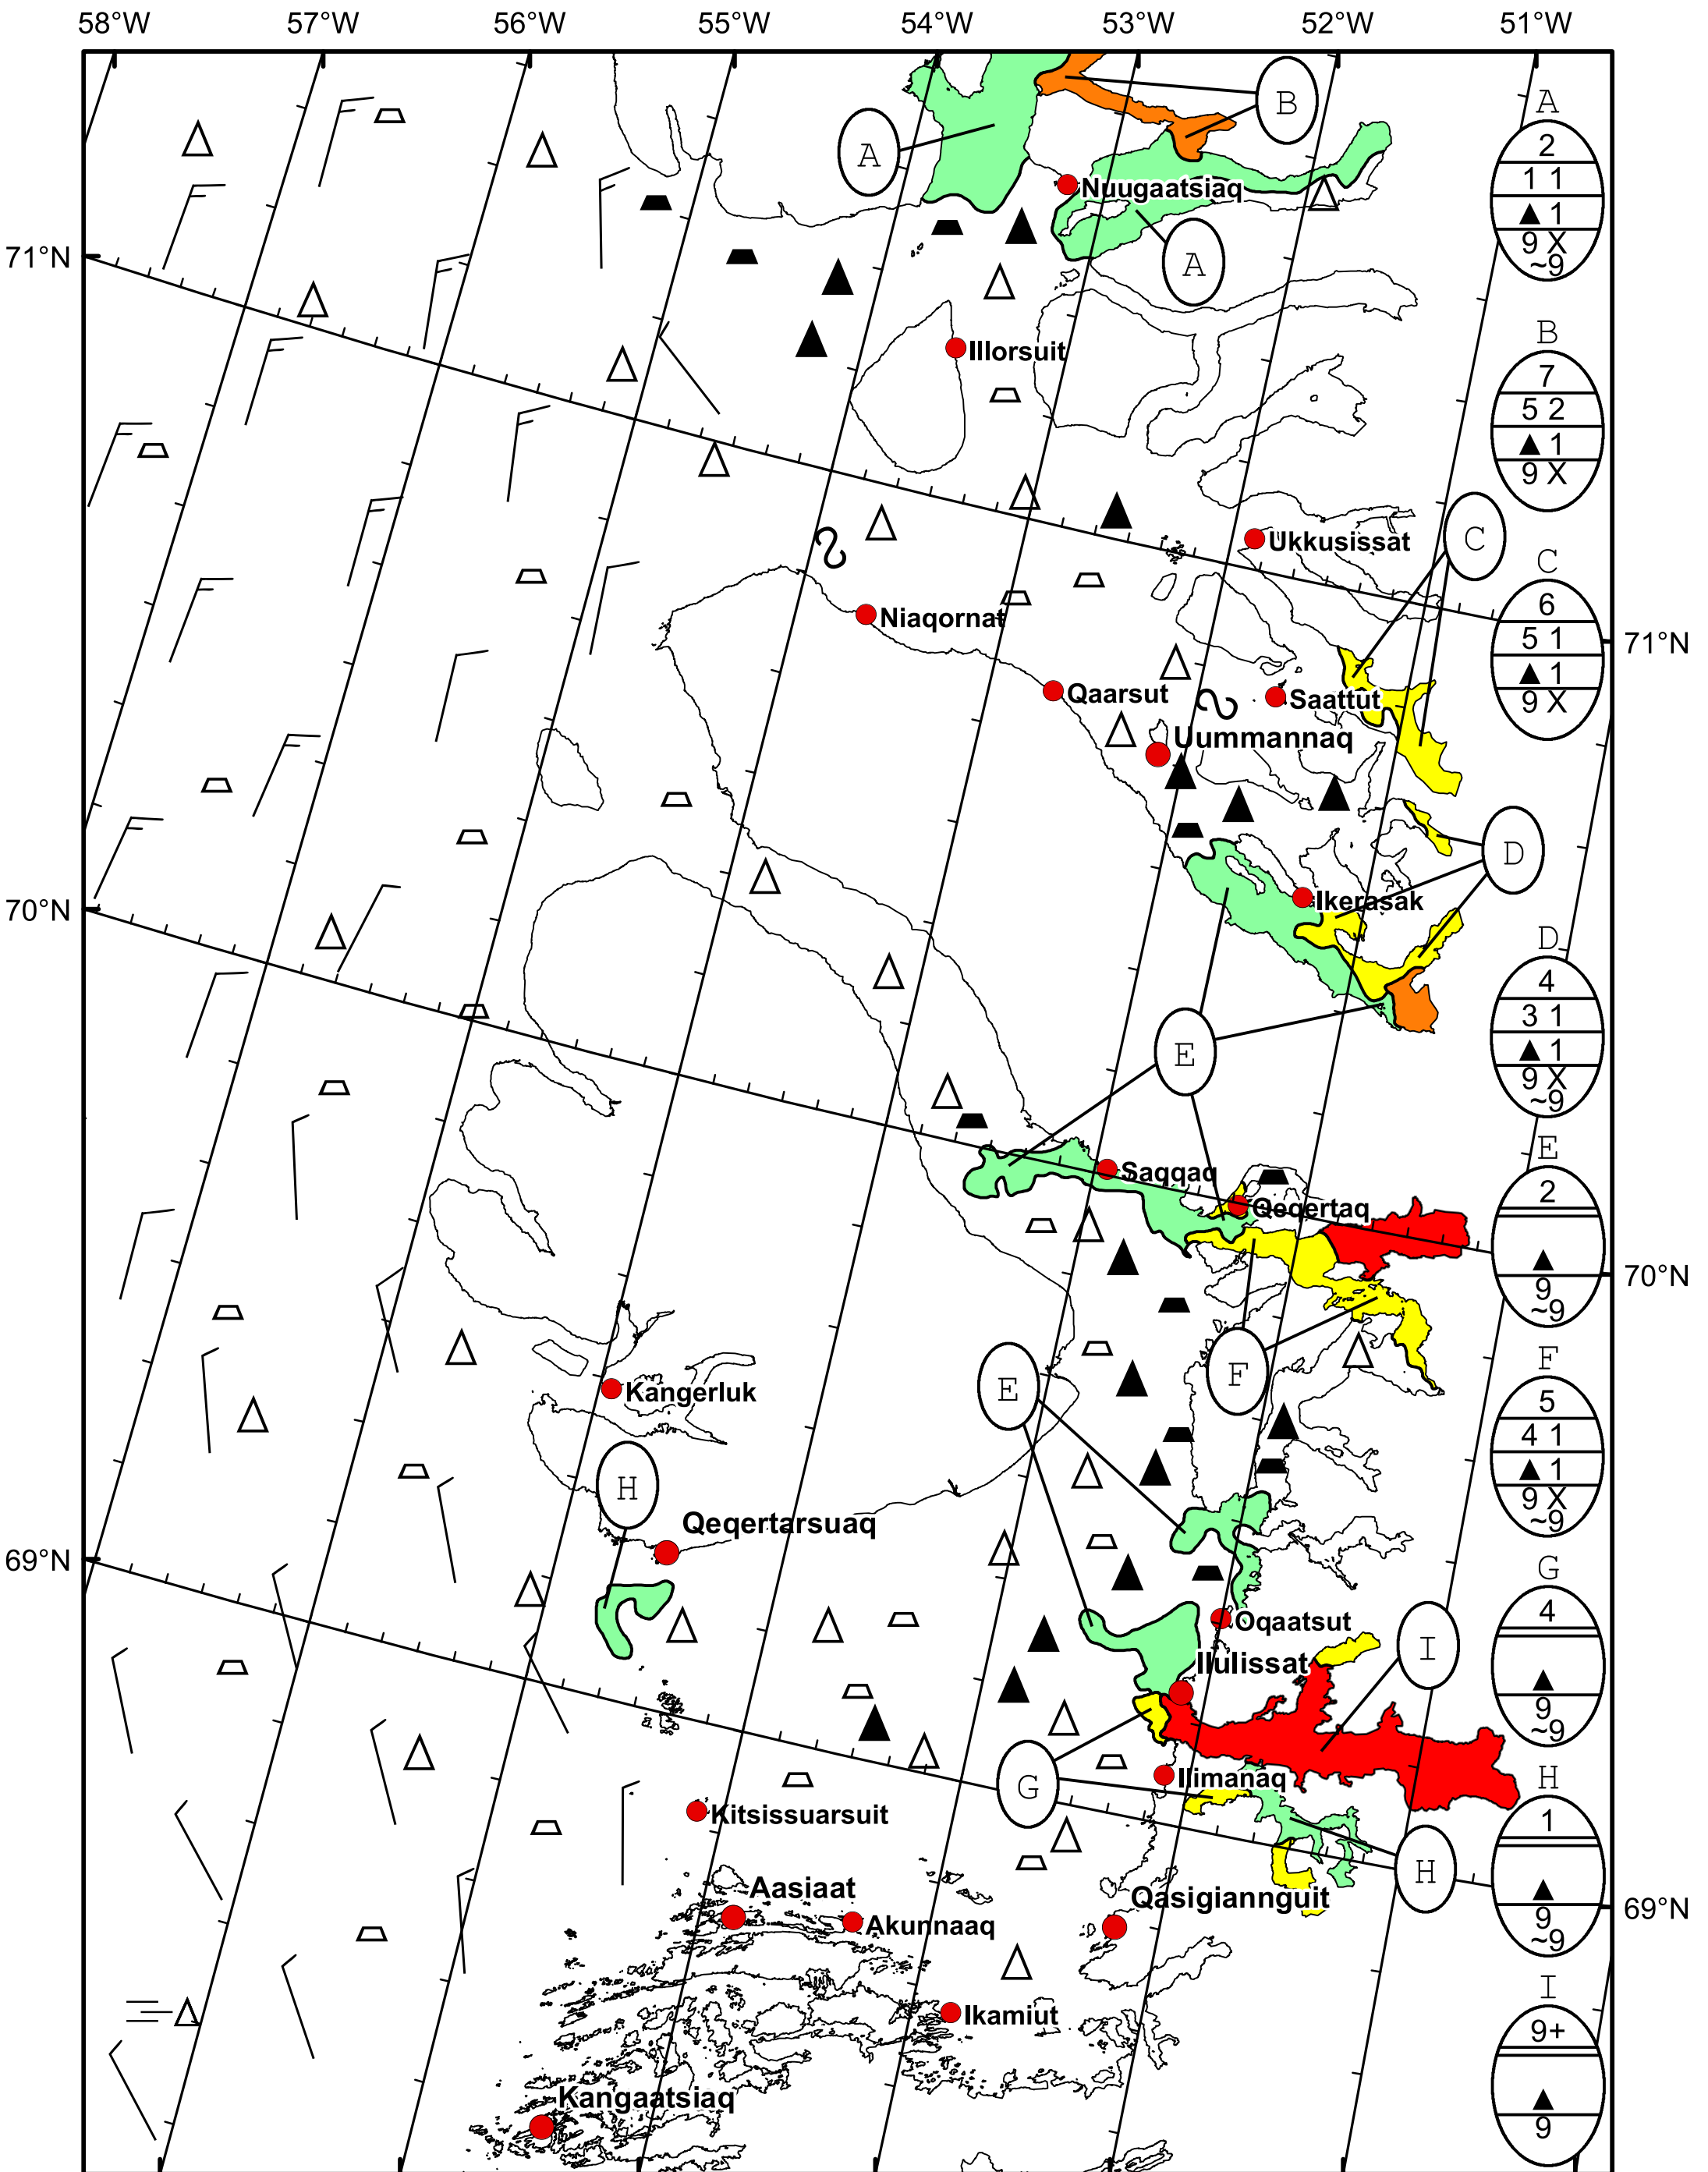 58°W 57°W 56°W 55°W 54°W 53°W 52°W 51°W
A
2
1 1
▲ 1
9 X
~9
B
A
Nuugaatsiaq
A
71°N
B
7
5 2
▲ 1
9 X
Illorsuit
C
Ukkusissat
C
6
5 1
▲ 1
9 X
Niaqornat
71°N
Qaarsut
Saattut
Uummannaq
D
Ikerasak
70°N
D
4
3 1
▲ 1
9 X
~9
E
E
2
▲
9
~9
Saqqaq
Qeqertaq
70°N
F
E
F
5
4 1
▲ 1
9 X
~9
Kangerluk
H
Qeqertarsuaq
69°N
G
4
▲
9
~9
Oqaatsut
I
Ilulissat
Ilimanaq
G
H
1
▲
9
~9
H
Kitsissuarsuit
Aasiaat
Qasigiannguit
Akunnaaq
69°N
Ikamiut
I
9+
▲
9
Kangaatsiaq